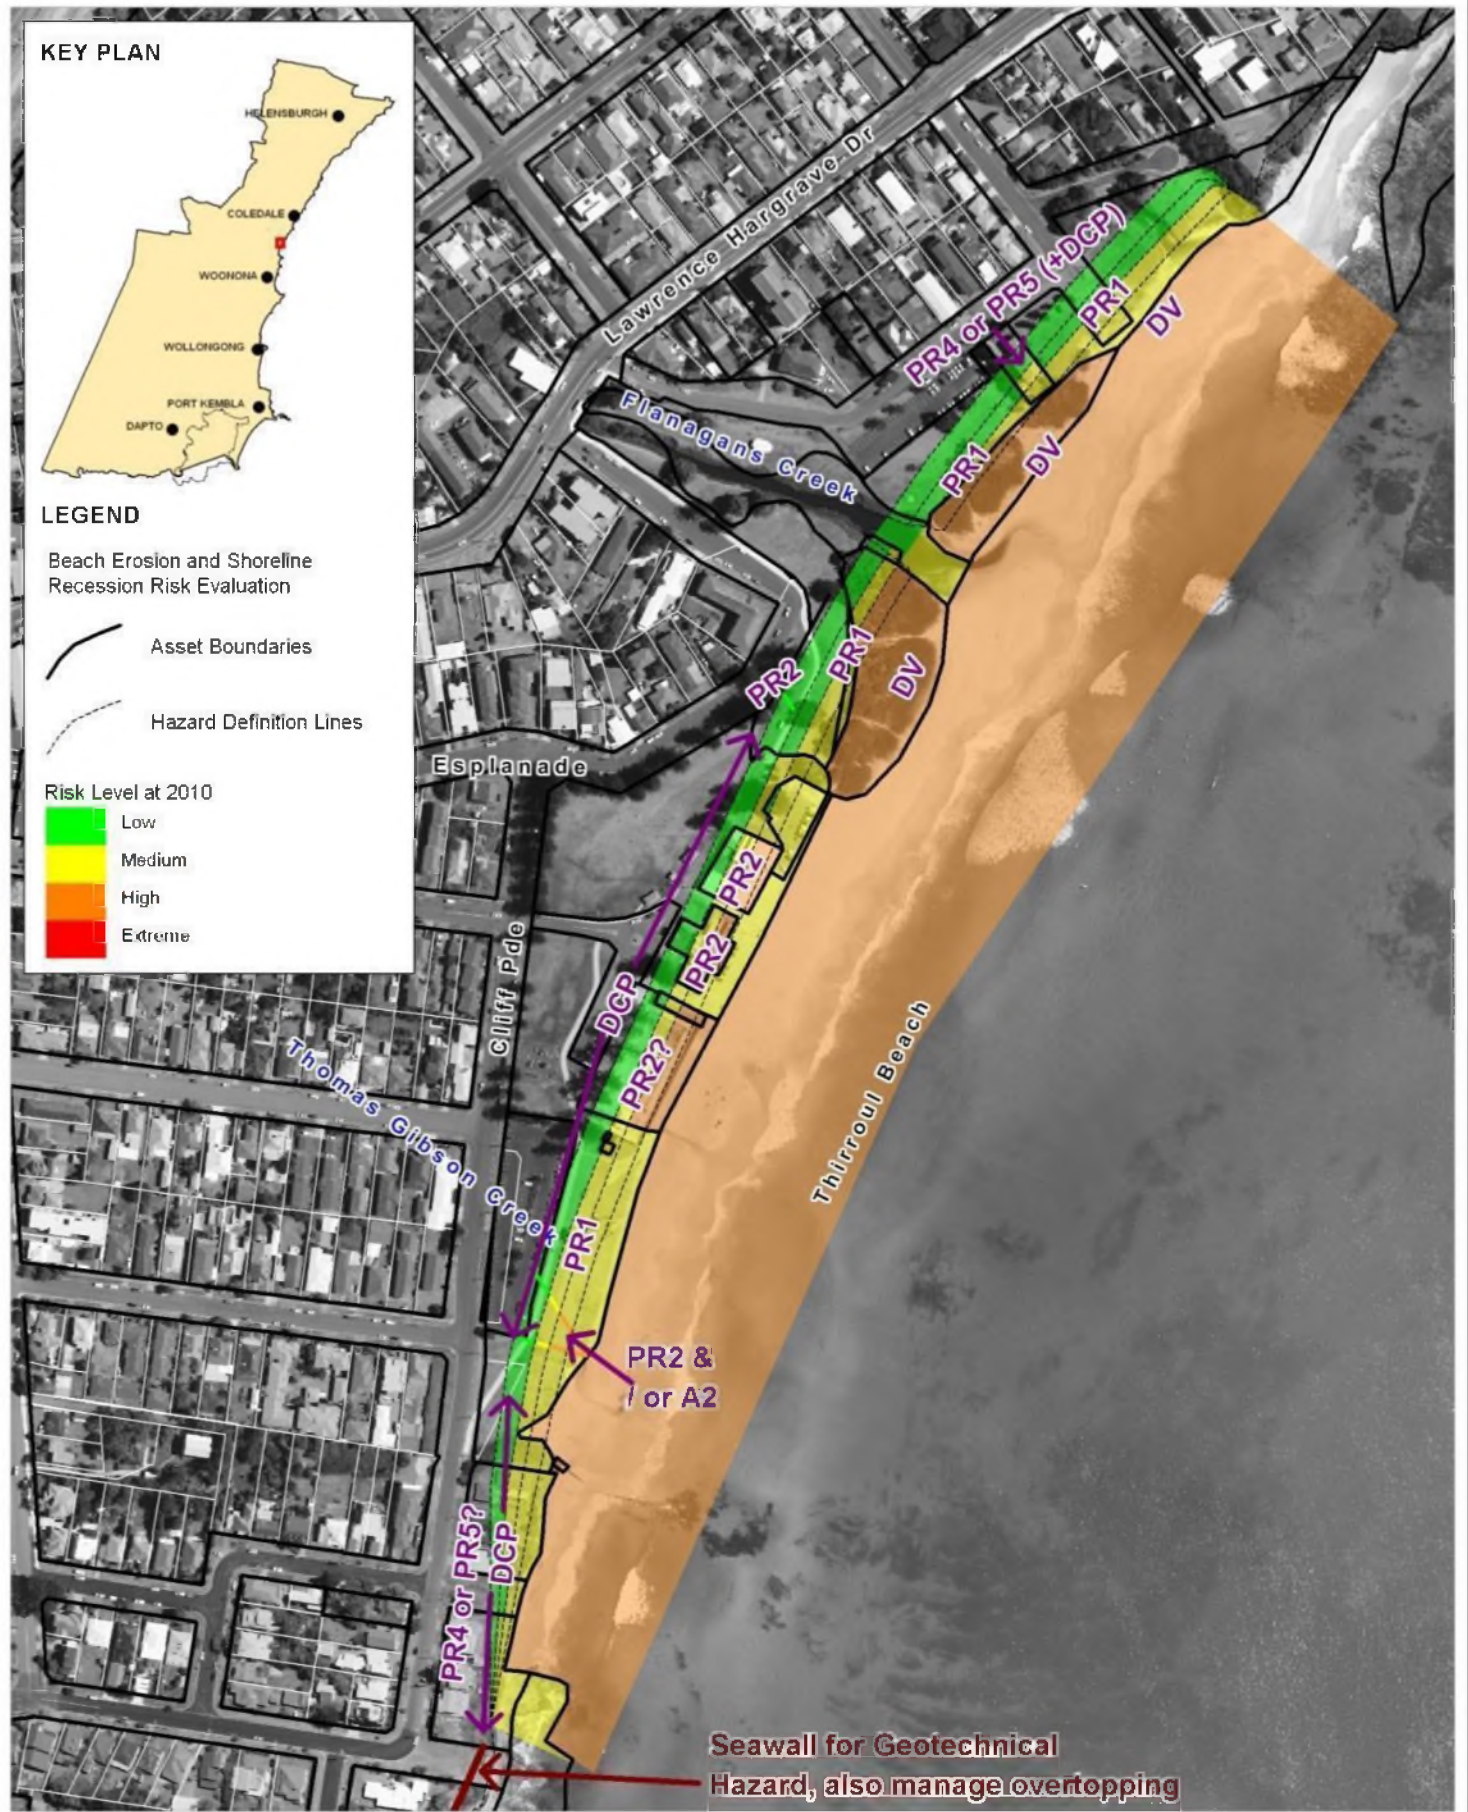 KEY PLAN
HELENSBURGH
COLEDALE
WOONONA
WOLLONGONG
PORT KEMBLA
DAPTO
LEGEND
Beach Erosion and Shoreline
Recession Risk Evaluation
Asset Boundaries
Hazard Definition Lines
Risk Level at 2010
Low
Medium
High
Extreme
Lawrence Hargrave Dr
PR4 or PR5 (+DCP)
PR1
DV
Flanagans Creek
PR1
DV
PR1
DV
PR2
Esplanade
PR2
PR2
Cliff Pde
DCP
PR2?
Thirroul Beach
Thomas Gibson Creek
PR1
PR2 &
/ or A2
PR4 or PR5?
DCP
Seawall for Geotechnical
Hazard, also manage overtopping